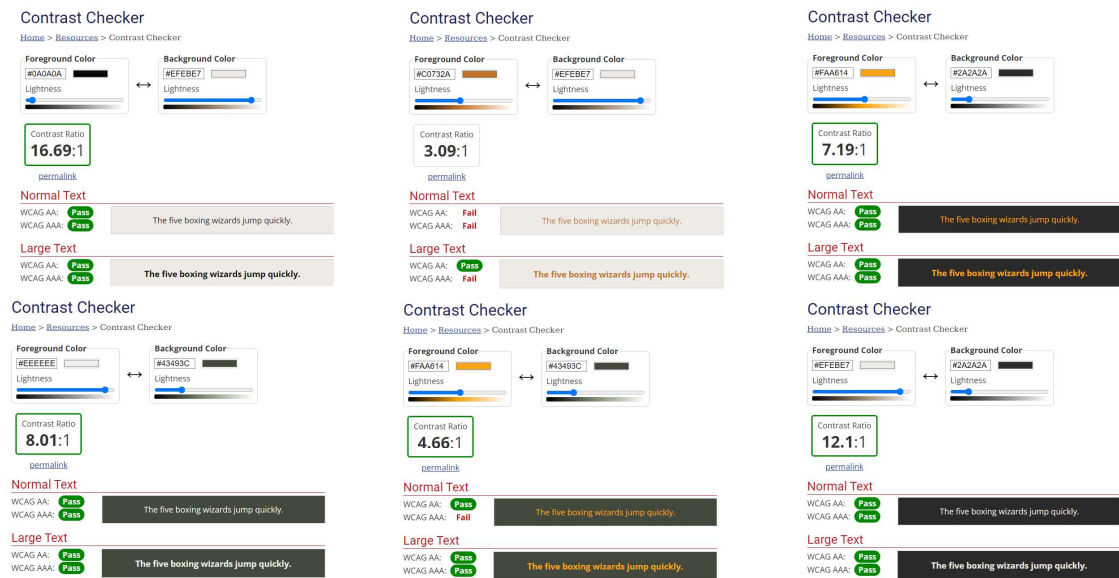 Contrast Checker
Home > Resources > Contrast Checker
Foreground Color
#0A0A0A
Lightness
Background Color
#EFEBE7
Lightness
Contrast Ratio
16.69:1
permalink
Normal Text
WCAG AA: Pass
WCAG AAA: Pass
The five boxing wizards jump quickly.
Large Text
WCAG AA: Pass
WCAG AAA: Pass
The five boxing wizards jump quickly.
Contrast Checker
Home > Resources > Contrast Checker
Foreground Color
#C0732A
Lightness
Background Color
#EFEBE7
Lightness
Contrast Ratio
3.09:1
permalink
Normal Text
WCAG AA: Fail
WCAG AAA: Fail
The five boxing wizards jump quickly.
Large Text
WCAG AA: Pass
WCAG AAA: Fail
The five boxing wizards jump quickly.
Contrast Checker
Home > Resources > Contrast Checker
Foreground Color
#FAA614
Lightness
Background Color
#2A2A2A
Lightness
Contrast Ratio
7.19:1
permalink
Normal Text
WCAG AA: Pass
WCAG AAA: Pass
The five boxing wizards jump quickly.
Large Text
WCAG AA: Pass
WCAG AAA: Pass
The five boxing wizards jump quickly.
Contrast Checker
Home > Resources > Contrast Checker
Foreground Color
#EEEEEE
Lightness
Background Color
#43493C
Lightness
Contrast Ratio
8.01:1
permalink
Normal Text
WCAG AA: Pass
WCAG AAA: Pass
The five boxing wizards jump quickly.
Large Text
WCAG AA: Pass
WCAG AAA: Pass
The five boxing wizards jump quickly.
Contrast Checker
Home > Resources > Contrast Checker
Foreground Color
#FAA614
Lightness
Background Color
#43493C
Lightness
Contrast Ratio
4.66:1
permalink
Normal Text
WCAG AA: Pass
WCAG AAA: Fail
The five boxing wizards jump quickly.
Large Text
WCAG AA: Pass
WCAG AAA: Pass
The five boxing wizards jump quickly.
Contrast Checker
Home > Resources > Contrast Checker
Foreground Color
#EFEBE7
Lightness
Background Color
#2A2A2A
Lightness
Contrast Ratio
12.1:1
permalink
Normal Text
WCAG AA: Pass
WCAG AAA: Pass
The five boxing wizards jump quickly.
Large Text
WCAG AA: Pass
WCAG AAA: Pass
The five boxing wizards jump quickly.